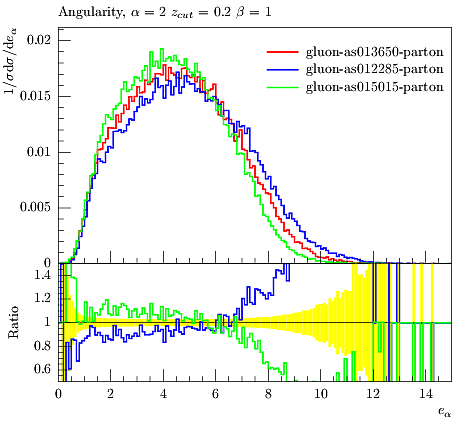 Angularity, α = 2 z_cut = 0.2 β = 1
1/σ dσ/de_α
0.02
0.015
0.01
0.005
0
gluon-as013650-parton
gluon-as012285-parton
gluon-as015015-parton
Ratio
1.4
1.2
1
0.8
0.6
0 2 4 6 8 10 12 14
e_α